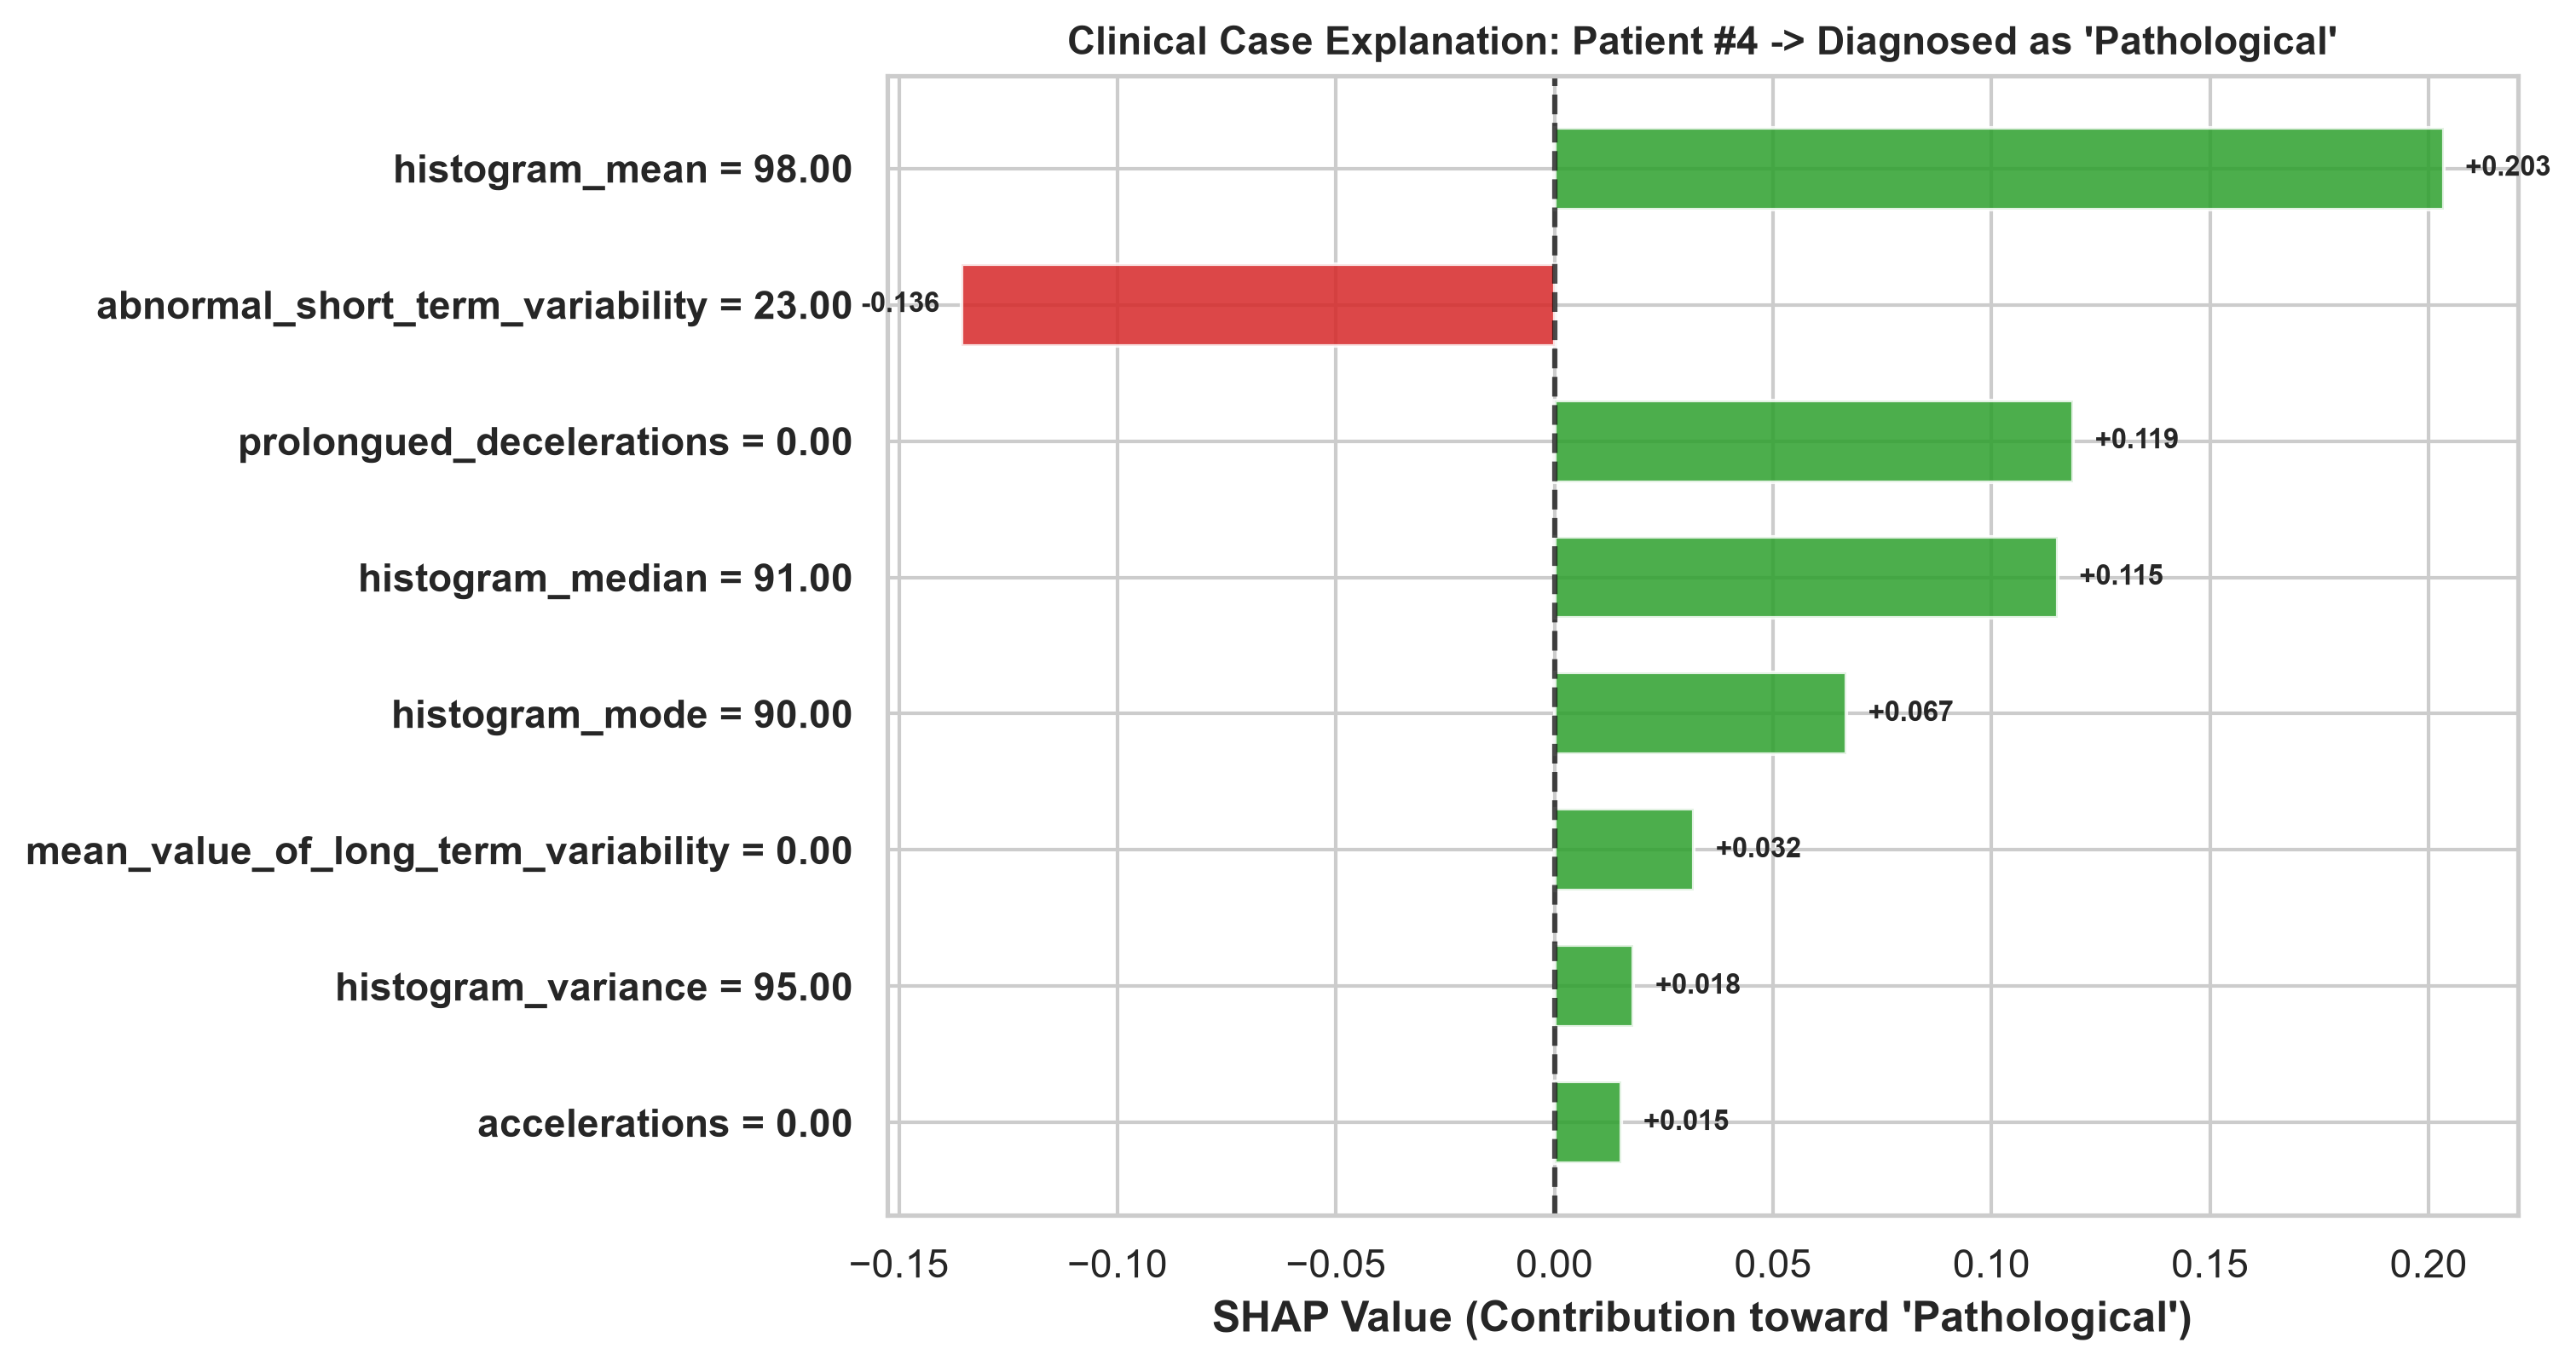 Clinical Case Explanation: Patient #4 -> Diagnosed as 'Pathological'
histogram_mean = 98.00
+0.203
abnormal_short_term_variability = 23.00
-0.136
prolongued_decelerations = 0.00
+0.119
histogram_median = 91.00
+0.115
histogram_mode = 90.00
+0.067
mean_value_of_long_term_variability = 0.00
+0.032
histogram_variance = 95.00
+0.018
accelerations = 0.00
+0.015
−0.15 −0.10 −0.05 0.00 0.05 0.10 0.15 0.20
SHAP Value (Contribution toward 'Pathological')